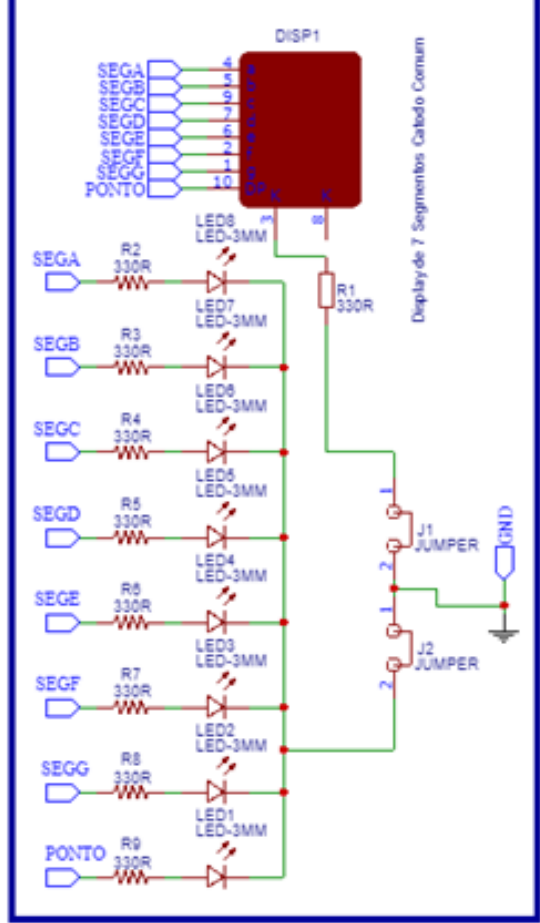 DISP1
SEGA 4 a
SEGB 5 b
SEGC 9 c
SEGD 7 d
SEGE 6 e
SEGF 2 f
SEGG 1 g
PONTO 10 DP
K K
3 8
Display de 7 Segmentos Catodo Comum
R1
330R
SEGA
R2
330R
LED8
LED-3MM
SEGB
R3
330R
LED7
LED-3MM
SEGC
R4
330R
LED6
LED-3MM
SEGD
R5
330R
LED5
LED-3MM
SEGE
R6
330R
LED4
LED-3MM
SEGF
R7
330R
LED3
LED-3MM
SEGG
R8
330R
LED2
LED-3MM
PONTO
R9
330R
LED1
LED-3MM
1
J1
JUMPER
2
GND
1
J2
JUMPER
2